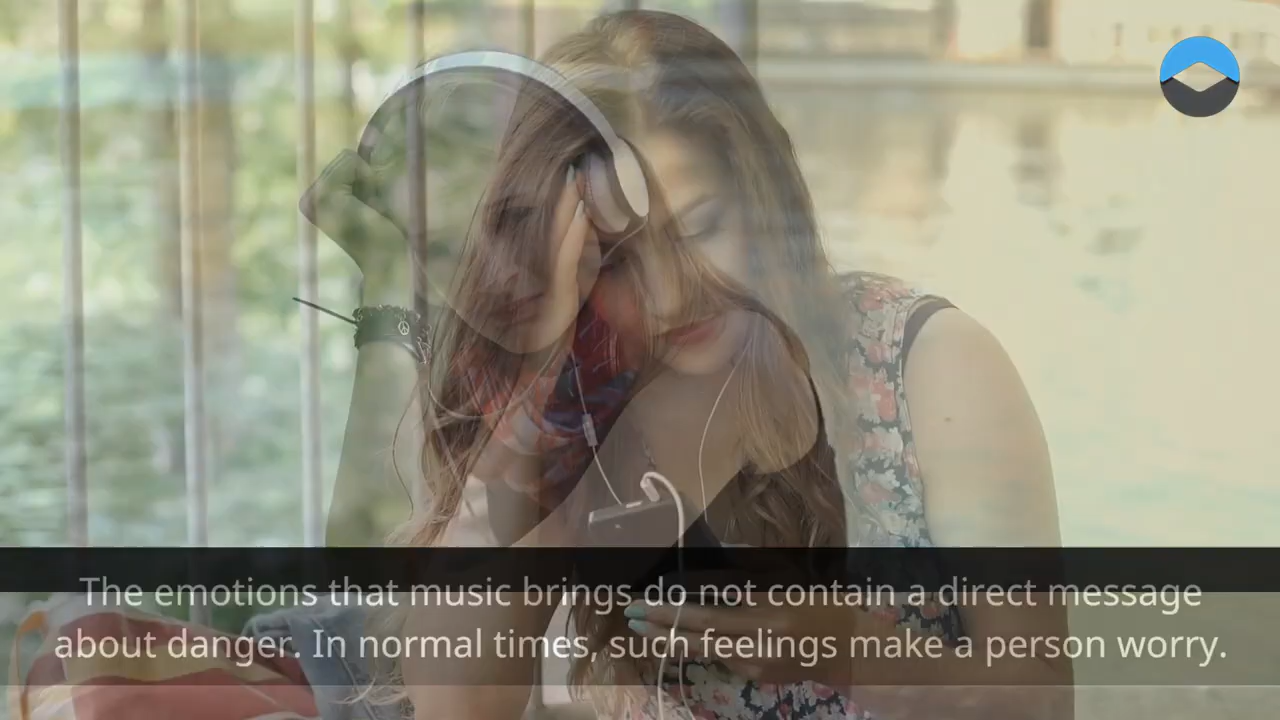 The emotions that music brings do not contain a direct message
about danger. In normal times, such feelings make a person worry.